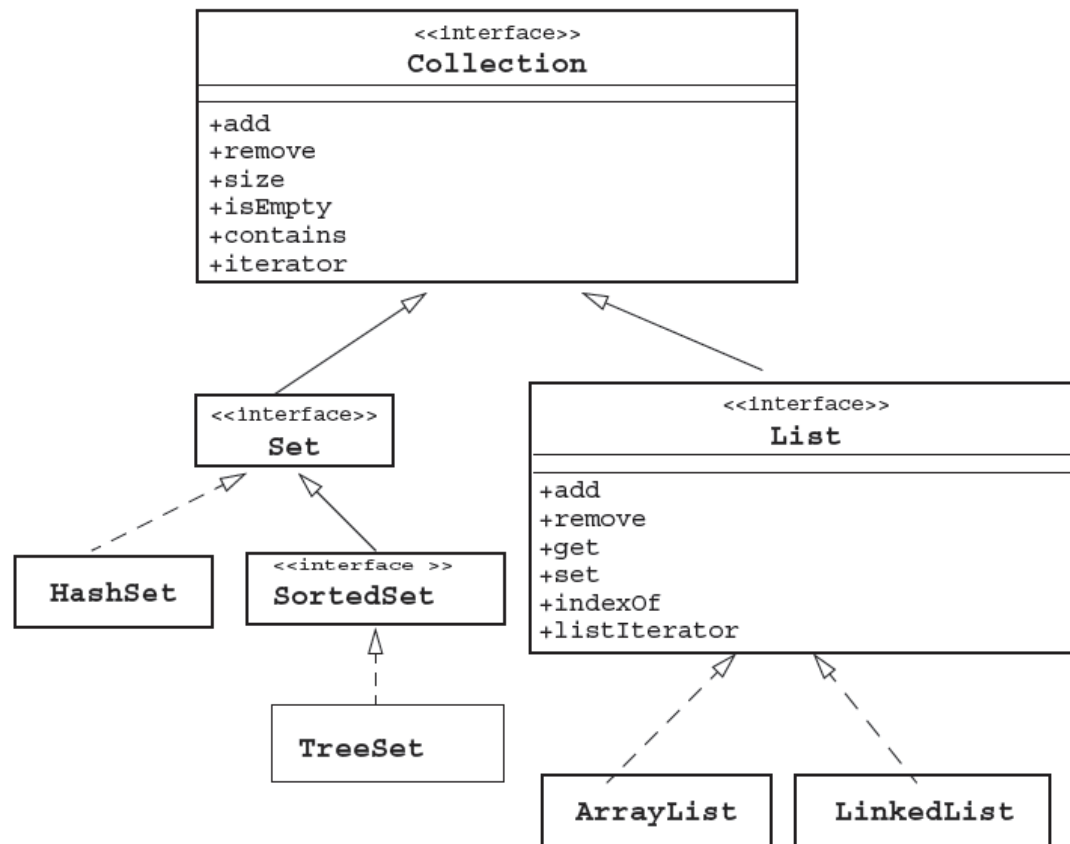 <<interface>>
Collection
+add
+remove
+size
+isEmpty
+contains
+iterator
<<interface>>
Set
<<interface>>
List
+add
+remove
+get
+set
+indexOf
+listIterator
HashSet
<<interface >>
SortedSet
TreeSet
ArrayList
LinkedList